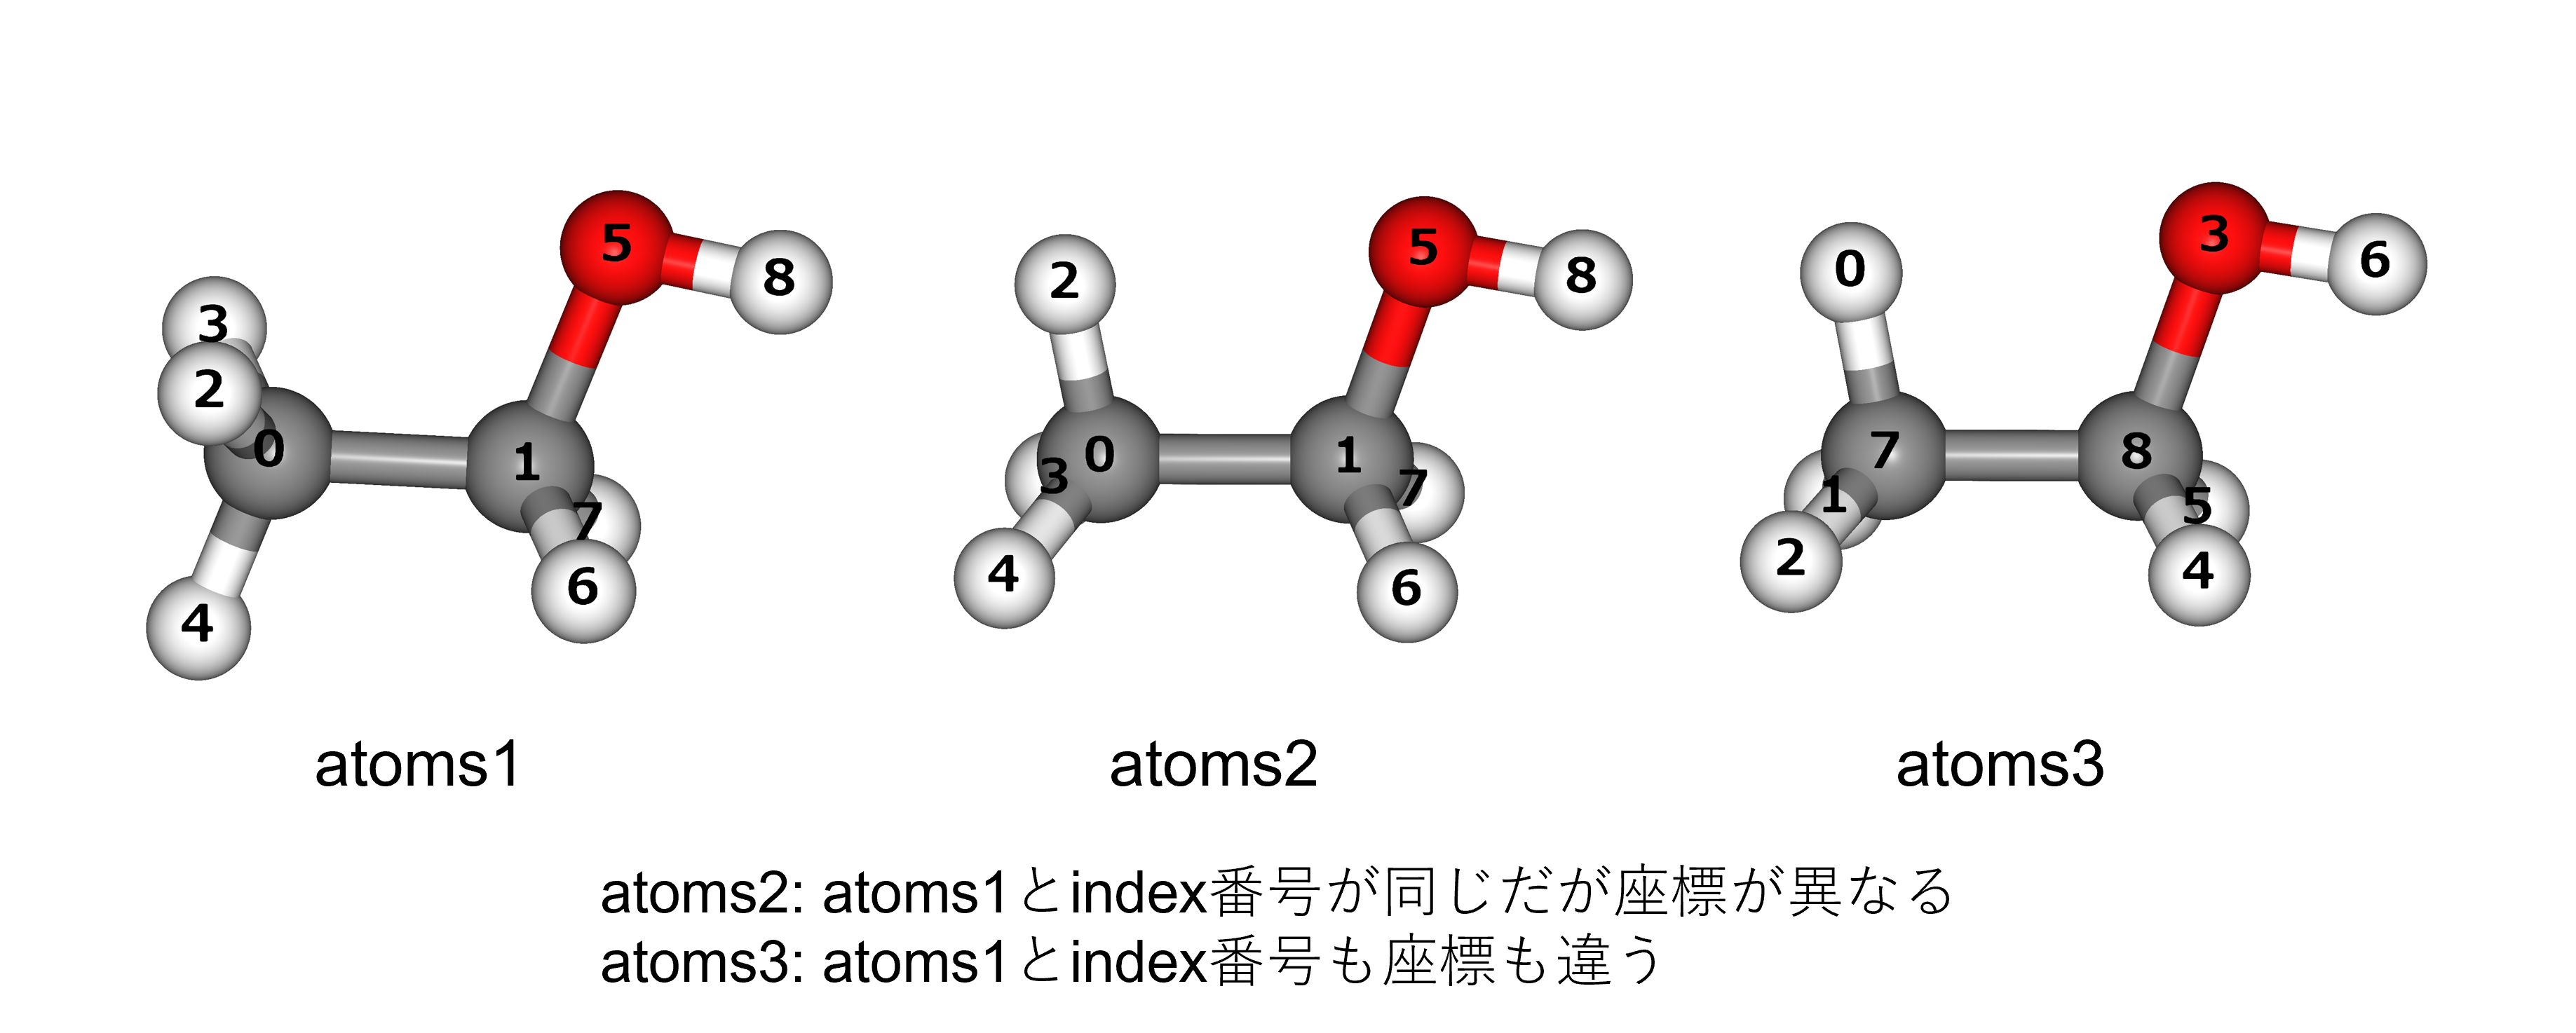 5 8 3 2 0 1 7 6 4
2 5 8 3 0 1 7 4 6
0 3 6 7 8 1 5 2 4
atoms1 atoms2 atoms3
atoms2: atoms1とindex番号が同じだが座標が異なる
atoms3: atoms1とindex番号も座標も違う